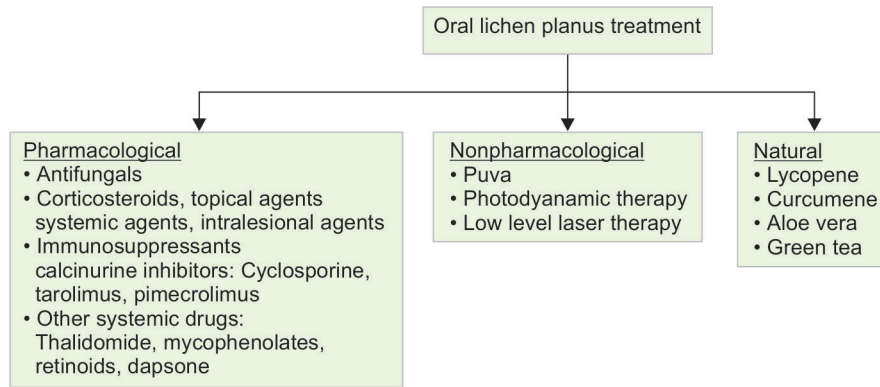 Oral lichen planus treatment
Pharmacological
• Antifungals
• Corticosteroids, topical agents
systemic agents, intralesional agents
• Immunosuppressants
calcinurine inhibitors: Cyclosporine,
tarolimus, pimecrolimus
• Other systemic drugs:
Thalidomide, mycophenolates,
retinoids, dapsone
Nonpharmacological
• Puva
• Photodyanamic therapy
• Low level laser therapy
Natural
• Lycopene
• Curcumene
• Aloe vera
• Green tea